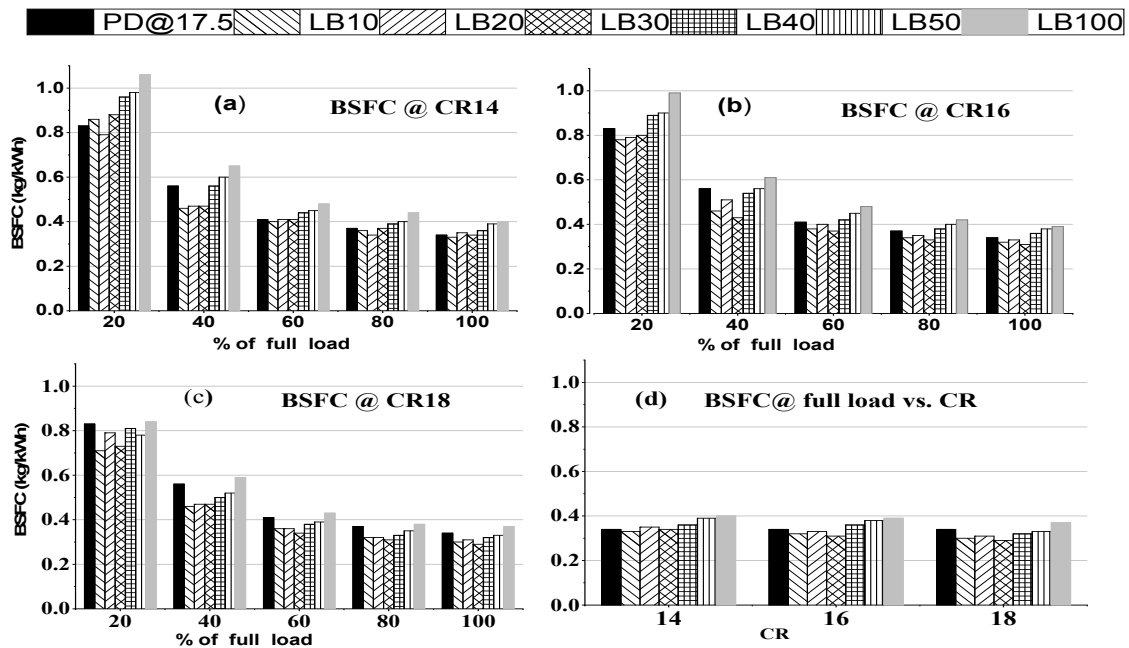 PD@17.5 LB10 LB20 LB30 LB40 LB50 LB100
(a) BSFC @ CR14
BSFC (kg/kWh)
1.0
0.8
0.6
0.4
0.2
0.0
20 40 60 80 100
% of full load
(b) BSFC @ CR16
1.0
0.8
0.6
0.4
0.2
0.0
20 40 60 80 100
% of full load
(c) BSFC @ CR18
BSFC (kg/kWh)
1.0
0.8
0.6
0.4
0.2
0.0
20 40 60 80 100
% of full load
(d) BSFC@ full load vs. CR
1.0
0.8
0.6
0.4
0.2
0.0
14 16 18
CR